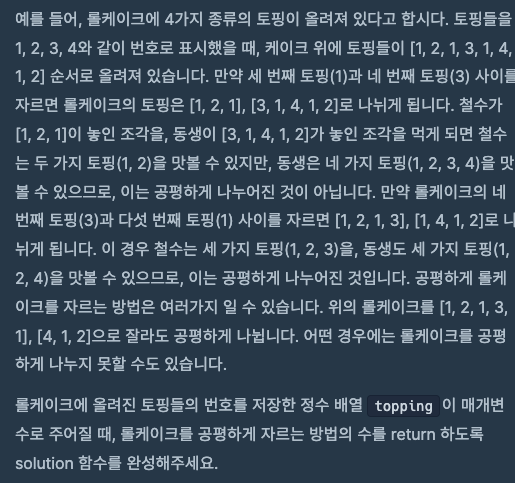 예를 들어, 롤케이크에 4가지 종류의 토핑이 올려져 있다고 합시다. 토핑들을
1, 2, 3, 4와 같이 번호로 표시했을 때, 케이크 위에 토핑들이 [1, 2, 1, 3, 1, 4,
1, 2] 순서로 올려져 있습니다. 만약 세 번째 토핑(1)과 네 번째 토핑(3) 사이를
자르면 롤케이크의 토핑은 [1, 2, 1], [3, 1, 4, 1, 2]로 나뉘게 됩니다. 철수가
[1, 2, 1]이 놓인 조각을, 동생이 [3, 1, 4, 1, 2]가 놓인 조각을 먹게 되면 철수
는 두 가지 토핑(1, 2)을 맛볼 수 있지만, 동생은 네 가지 토핑(1, 2, 3, 4)을 맛
볼 수 있으므로, 이는 공평하게 나누어진 것이 아닙니다. 만약 롤케이크의 네
번째 토핑(3)과 다섯 번째 토핑(1) 사이를 자르면 [1, 2, 1, 3], [1, 4, 1, 2]로 나
뉘게 됩니다. 이 경우 철수는 세 가지 토핑(1, 2, 3)을, 동생도 세 가지 토핑(1,
2, 4)을 맛볼 수 있으므로, 이는 공평하게 나누어진 것입니다. 공평하게 롤케
이크를 자르는 방법은 여러가지 일 수 있습니다. 위의 롤케이크를 [1, 2, 1, 3,
1], [4, 1, 2]으로 잘라도 공평하게 나뉩니다. 어떤 경우에는 롤케이크를 공평
하게 나누지 못할 수도 있습니다.
롤케이크에 올려진 토핑들의 번호를 저장한 정수 배열 topping 이 매개변
수로 주어질 때, 롤케이크를 공평하게 자르는 방법의 수를 return 하도록
solution 함수를 완성해주세요.